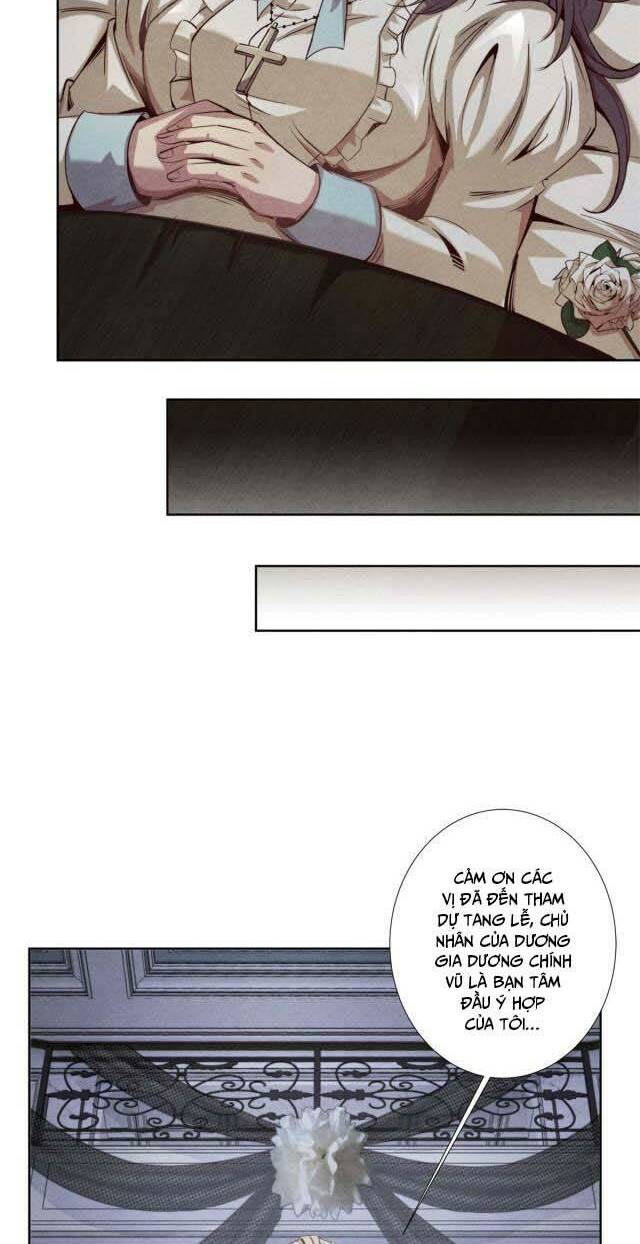 CẢM ƠN CÁC
VỊ ĐÃ ĐẾN THAM
DỰ TANG LỄ, CHỦ
NHÂN CỦA DƯƠNG
GIA DƯƠNG CHÍNH
VŨ LÀ BẠN TÂM
ĐẦU Ý HỢP
CỦA TÔI...